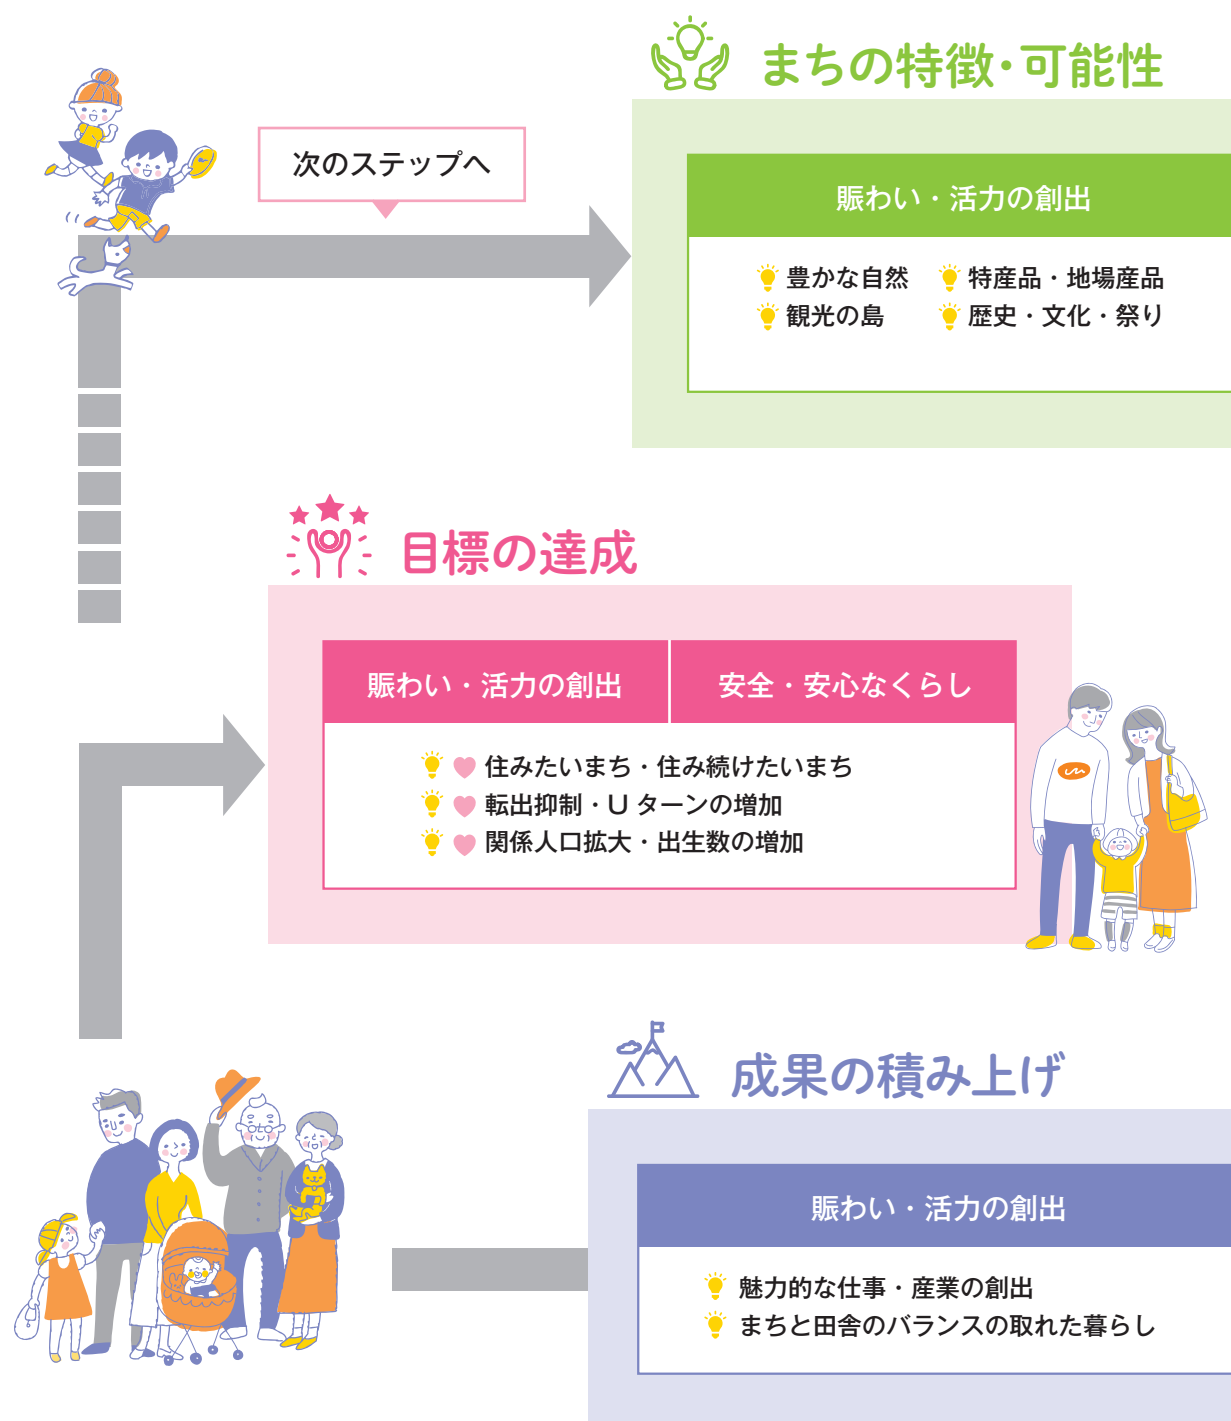 まちの特徴・可能性
次のステップへ
賑わい・活力の創出
豊かな自然　特産品・地場産品
観光の島　歴史・文化・祭り
目標の達成
賑わい・活力の創出　安全・安心なくらし
住みたいまち・住み続けたいまち
転出抑制・U ターンの増加
関係人口拡大・出生数の増加
成果の積み上げ
賑わい・活力の創出
魅力的な仕事・産業の創出
まちと田舎のバランスの取れた暮らし